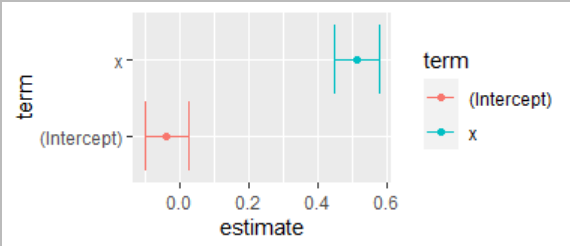 term
x
(Intercept)
0.0 0.2 0.4 0.6
estimate
term
(Intercept)
x